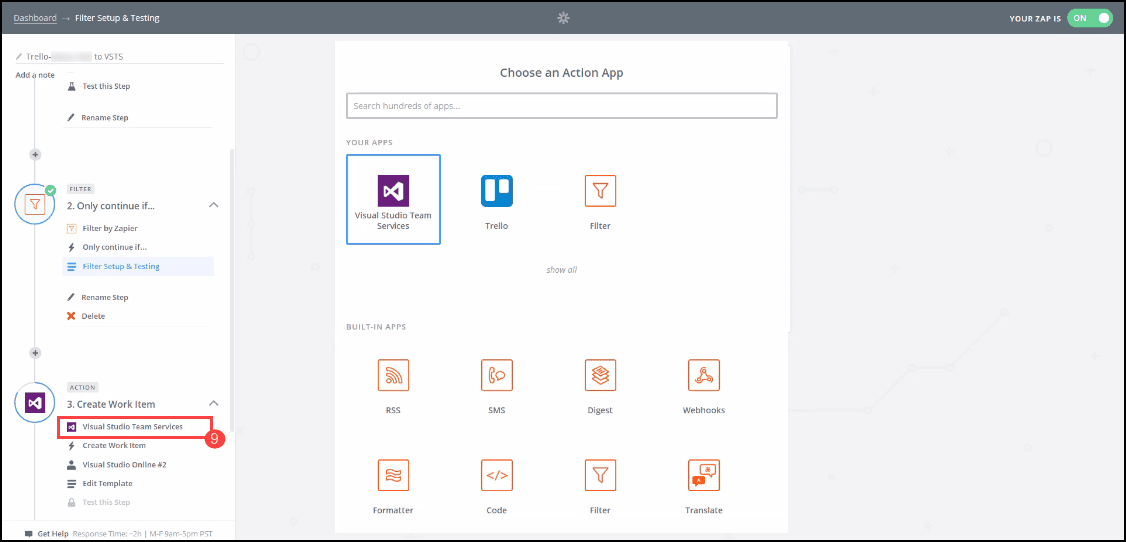 Dashboard → Filter Setup & Testing
YOUR ZAP IS ON
Trello- to VSTS
Add a note
Test this Step
Rename Step
FILTER
2. Only continue if...
Filter by Zapier
Only continue if...
Filter Setup & Testing
Rename Step
Delete
ACTION
3. Create Work Item
Visual Studio Team Services
9
Create Work Item
Visual Studio Online #2
Edit Template
Test this Step
Get Help Response Time: ~2h | M-F 9am-5pm PST
Choose an Action App
Search hundreds of apps...
YOUR APPS
Visual Studio Team
Services
Trello
Filter
show all
BUILT-IN APPS
RSS
SMS
Digest
Webhooks
Formatter
Code
Filter
Translate